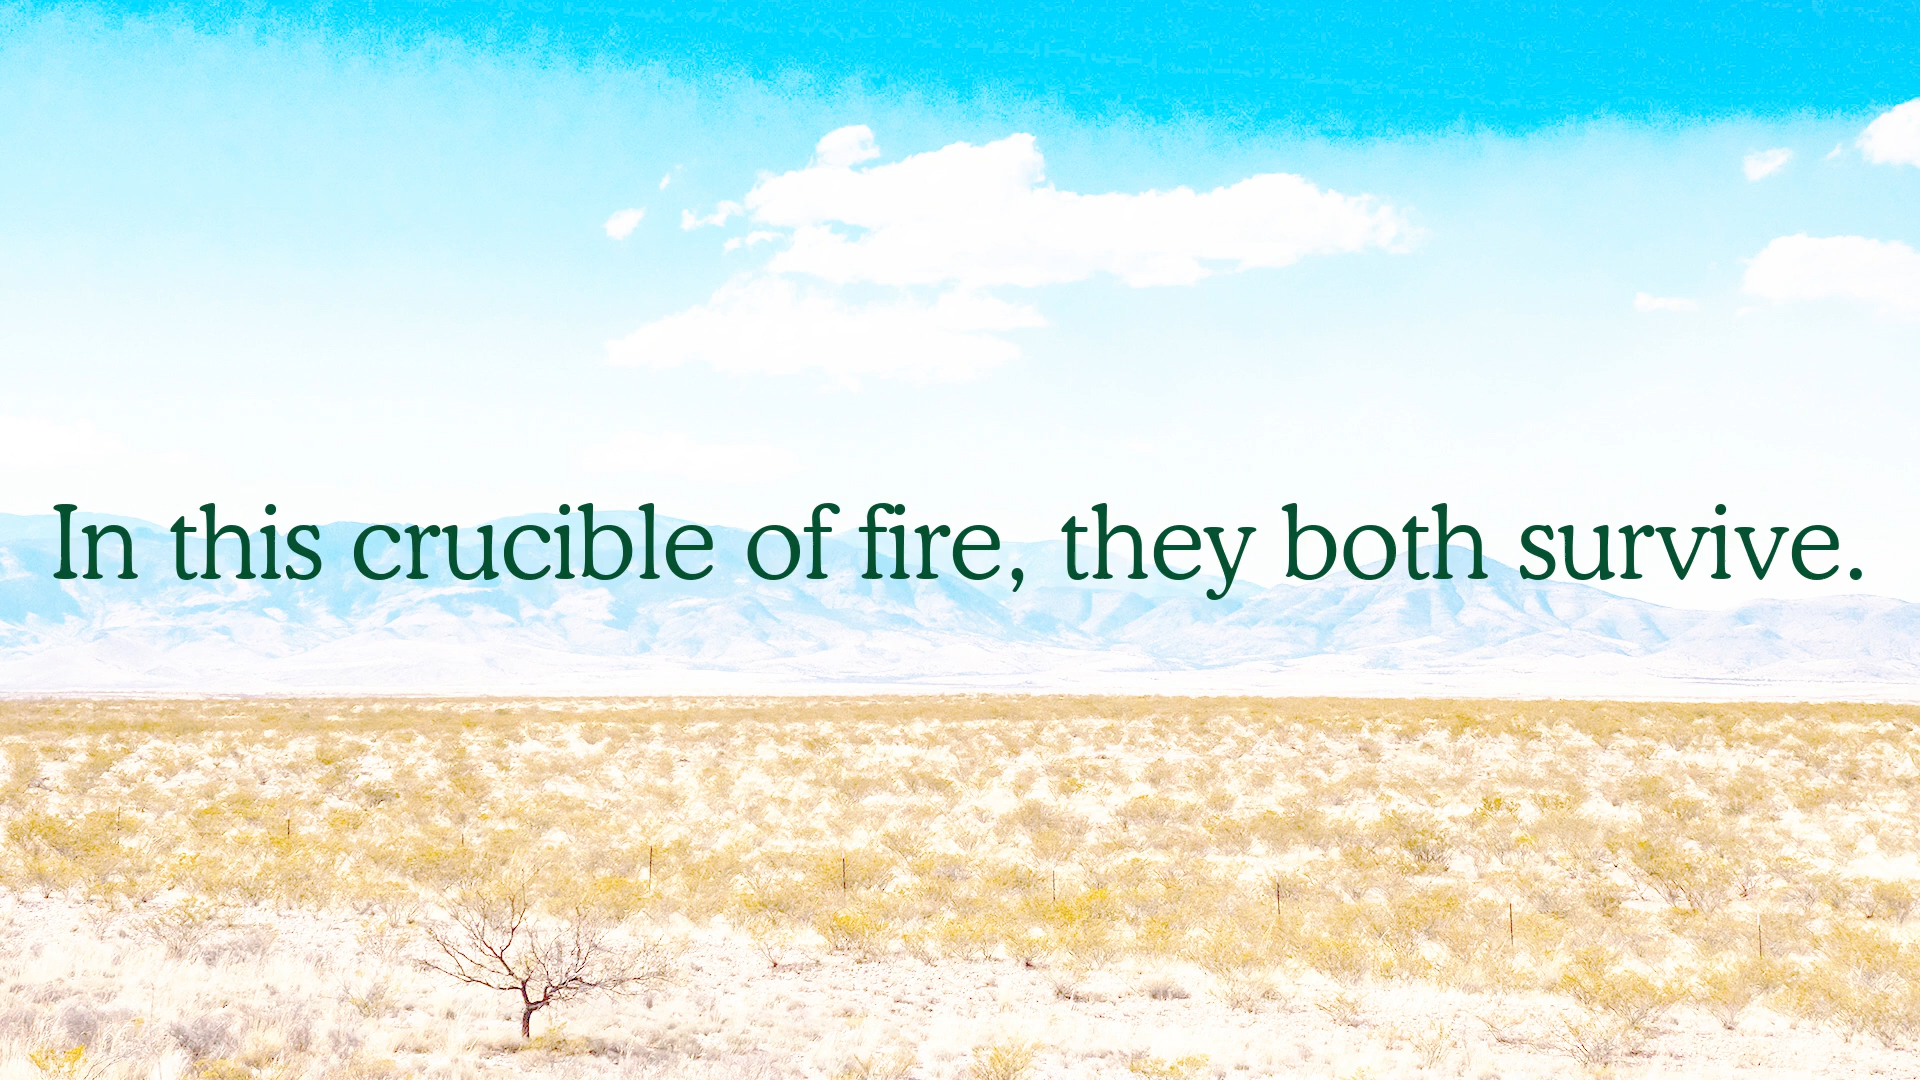 In this crucible of fire, they both survive.